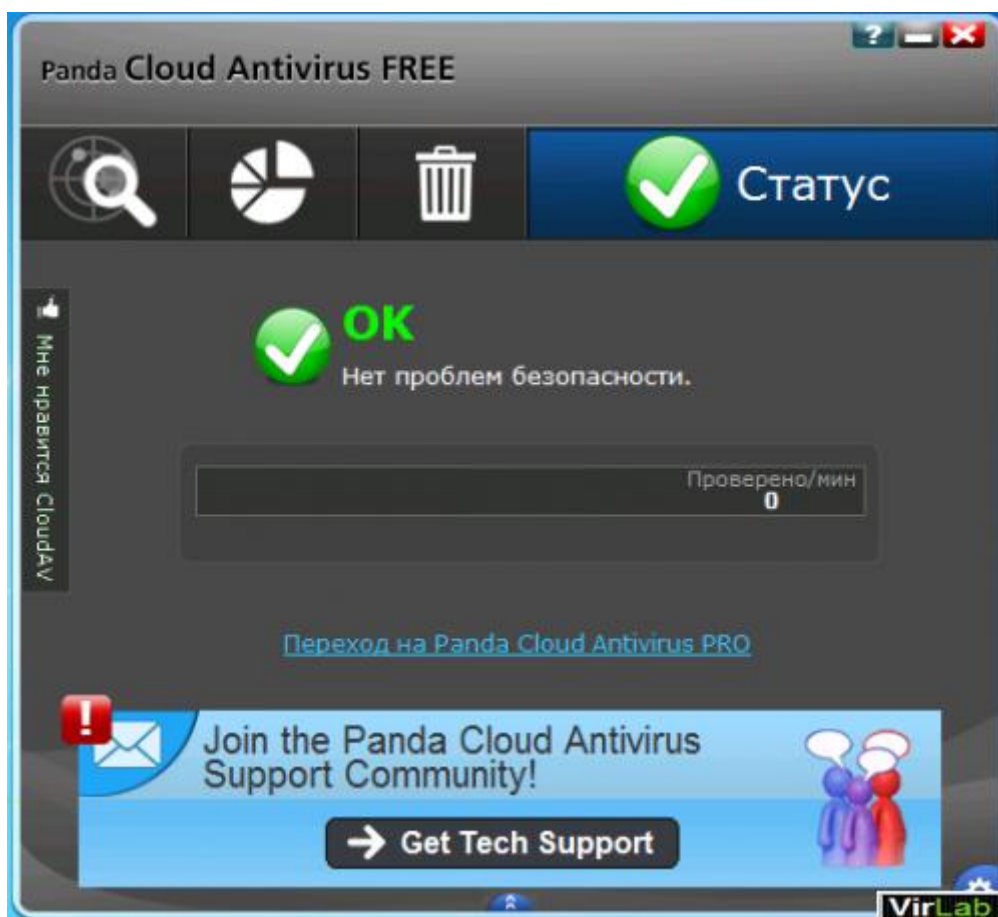 ?
Panda Cloud Antivirus FREE
Статус
Мне нравится CloudAV
OK
Нет проблем безопасности.
Проверено/мин
0
Переход на Panda Cloud Antivirus PRO
!
Join the Panda Cloud Antivirus
Support Community!
Get Tech Support
VirLab